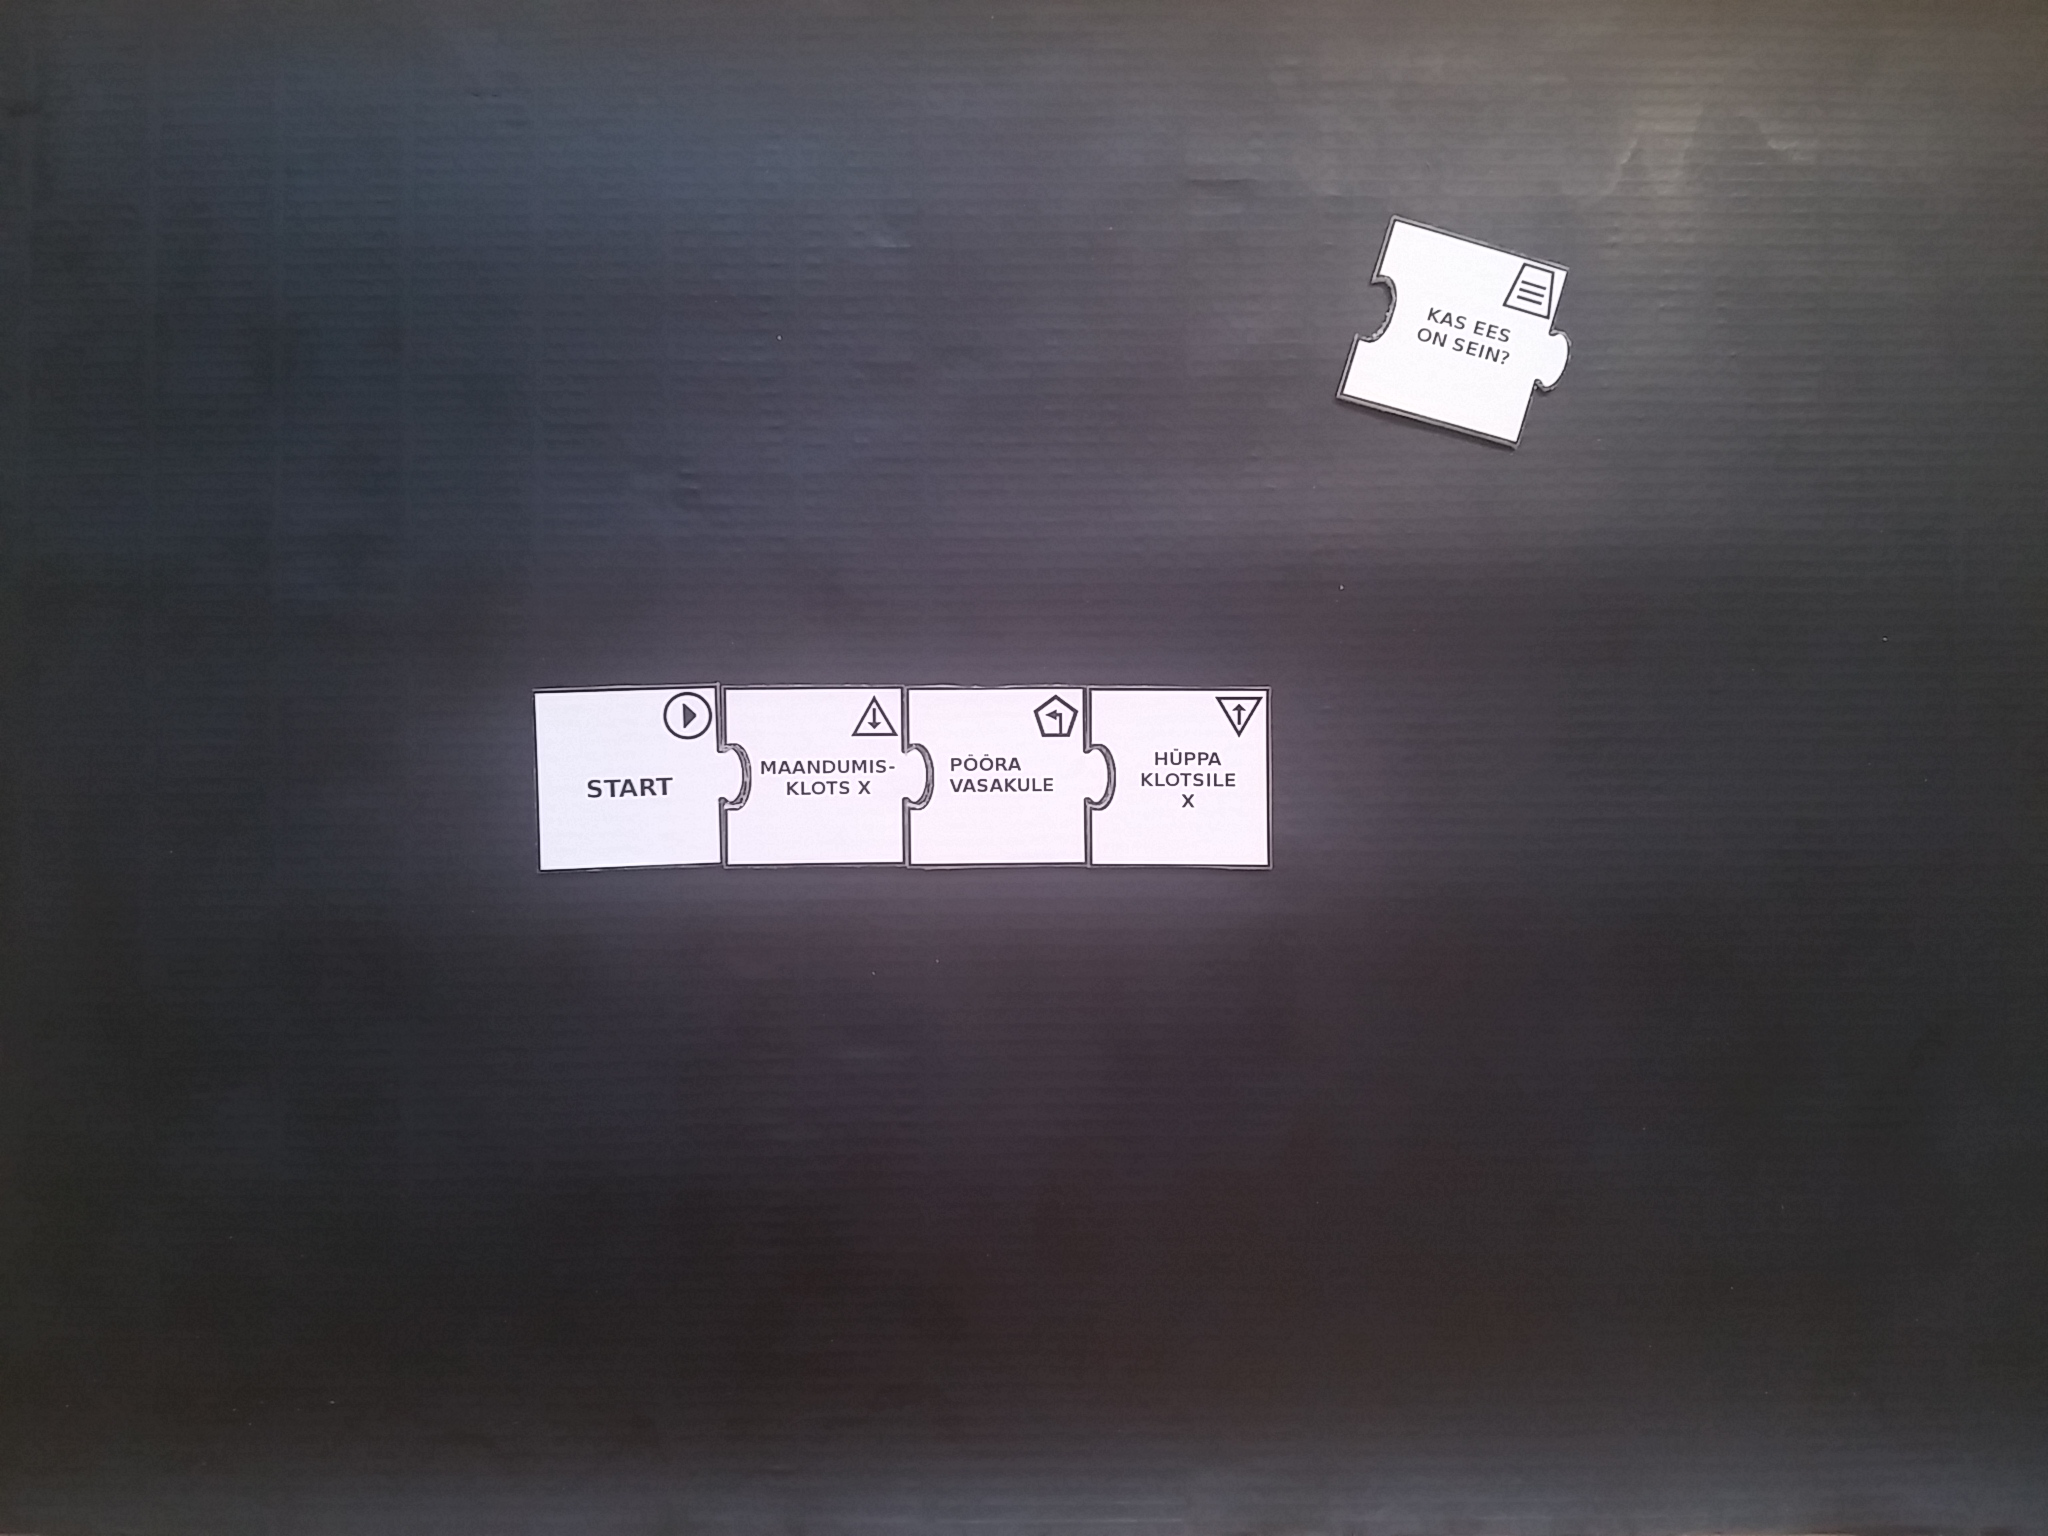 KAS EES
ON SEIN?
START
MAANDUMIS-
KLOTS X
PÖÖRA
VASAKULE
HÜPPA
KLOTSILE
X